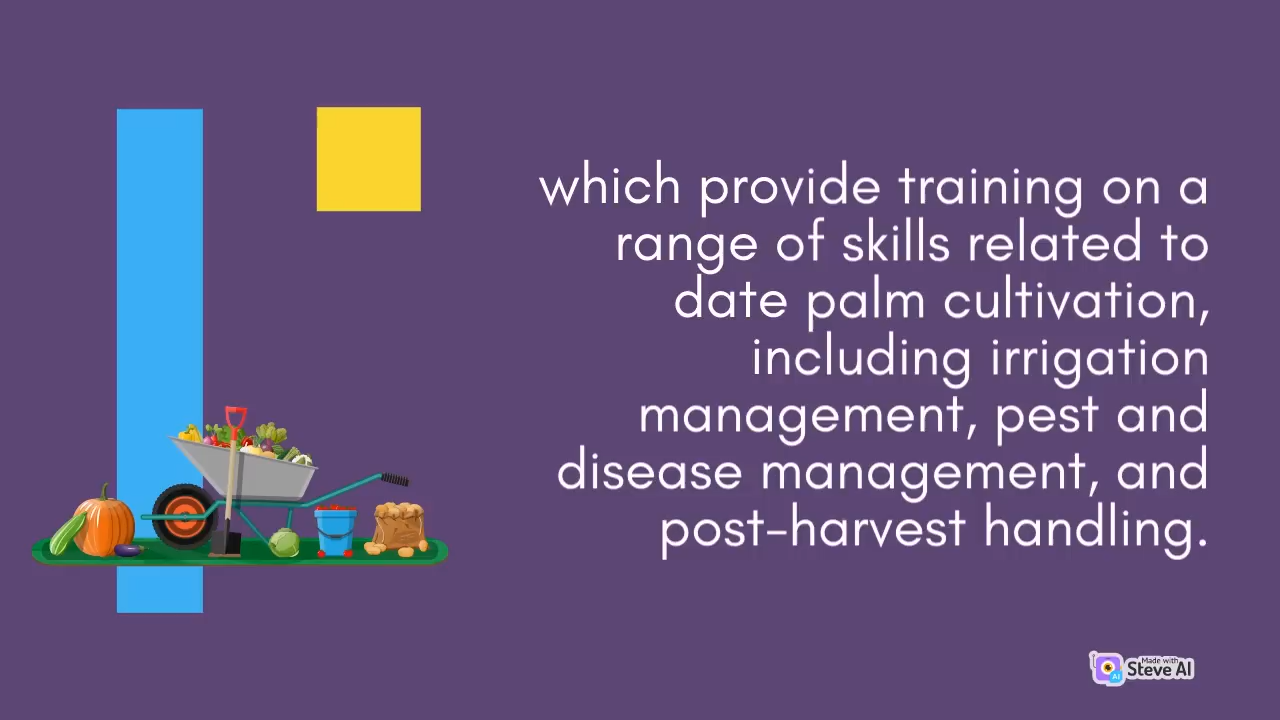 which provide training on a
range of skills related to
date palm cultivation,
including irrigation
management, pest and
disease management, and
post-harvest handling.
Made with
Steve AI
AI